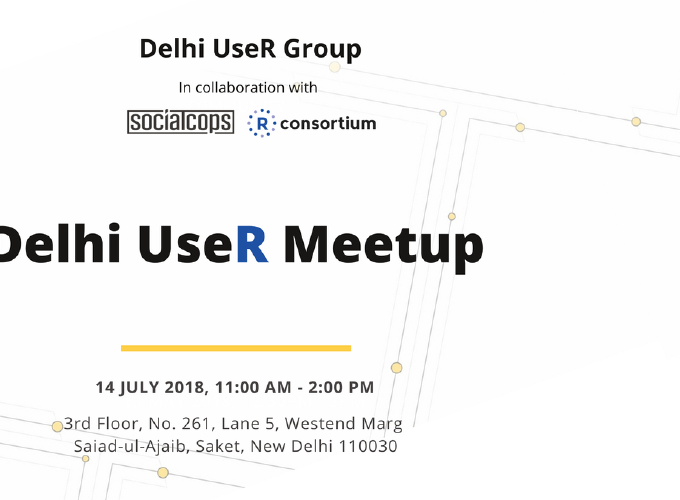 Delhi UseR Group
In collaboration with
socialcops R consortium
Delhi UseR Meetup
14 JULY 2018, 11:00 AM - 2:00 PM
3rd Floor, No. 261, Lane 5, Westend Marg
Saiad-ul-Ajaib, Saket, New Delhi 110030